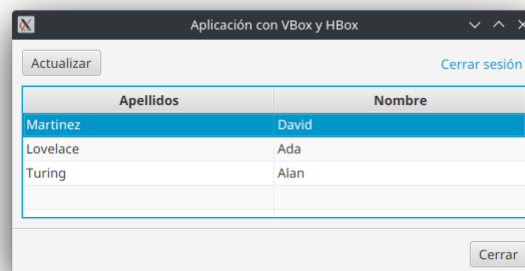 Aplicación con VBox y HBox
Actualizar Cerrar sesión
Apellidos Nombre
Martinez David
Lovelace Ada
Turing Alan
Cerrar